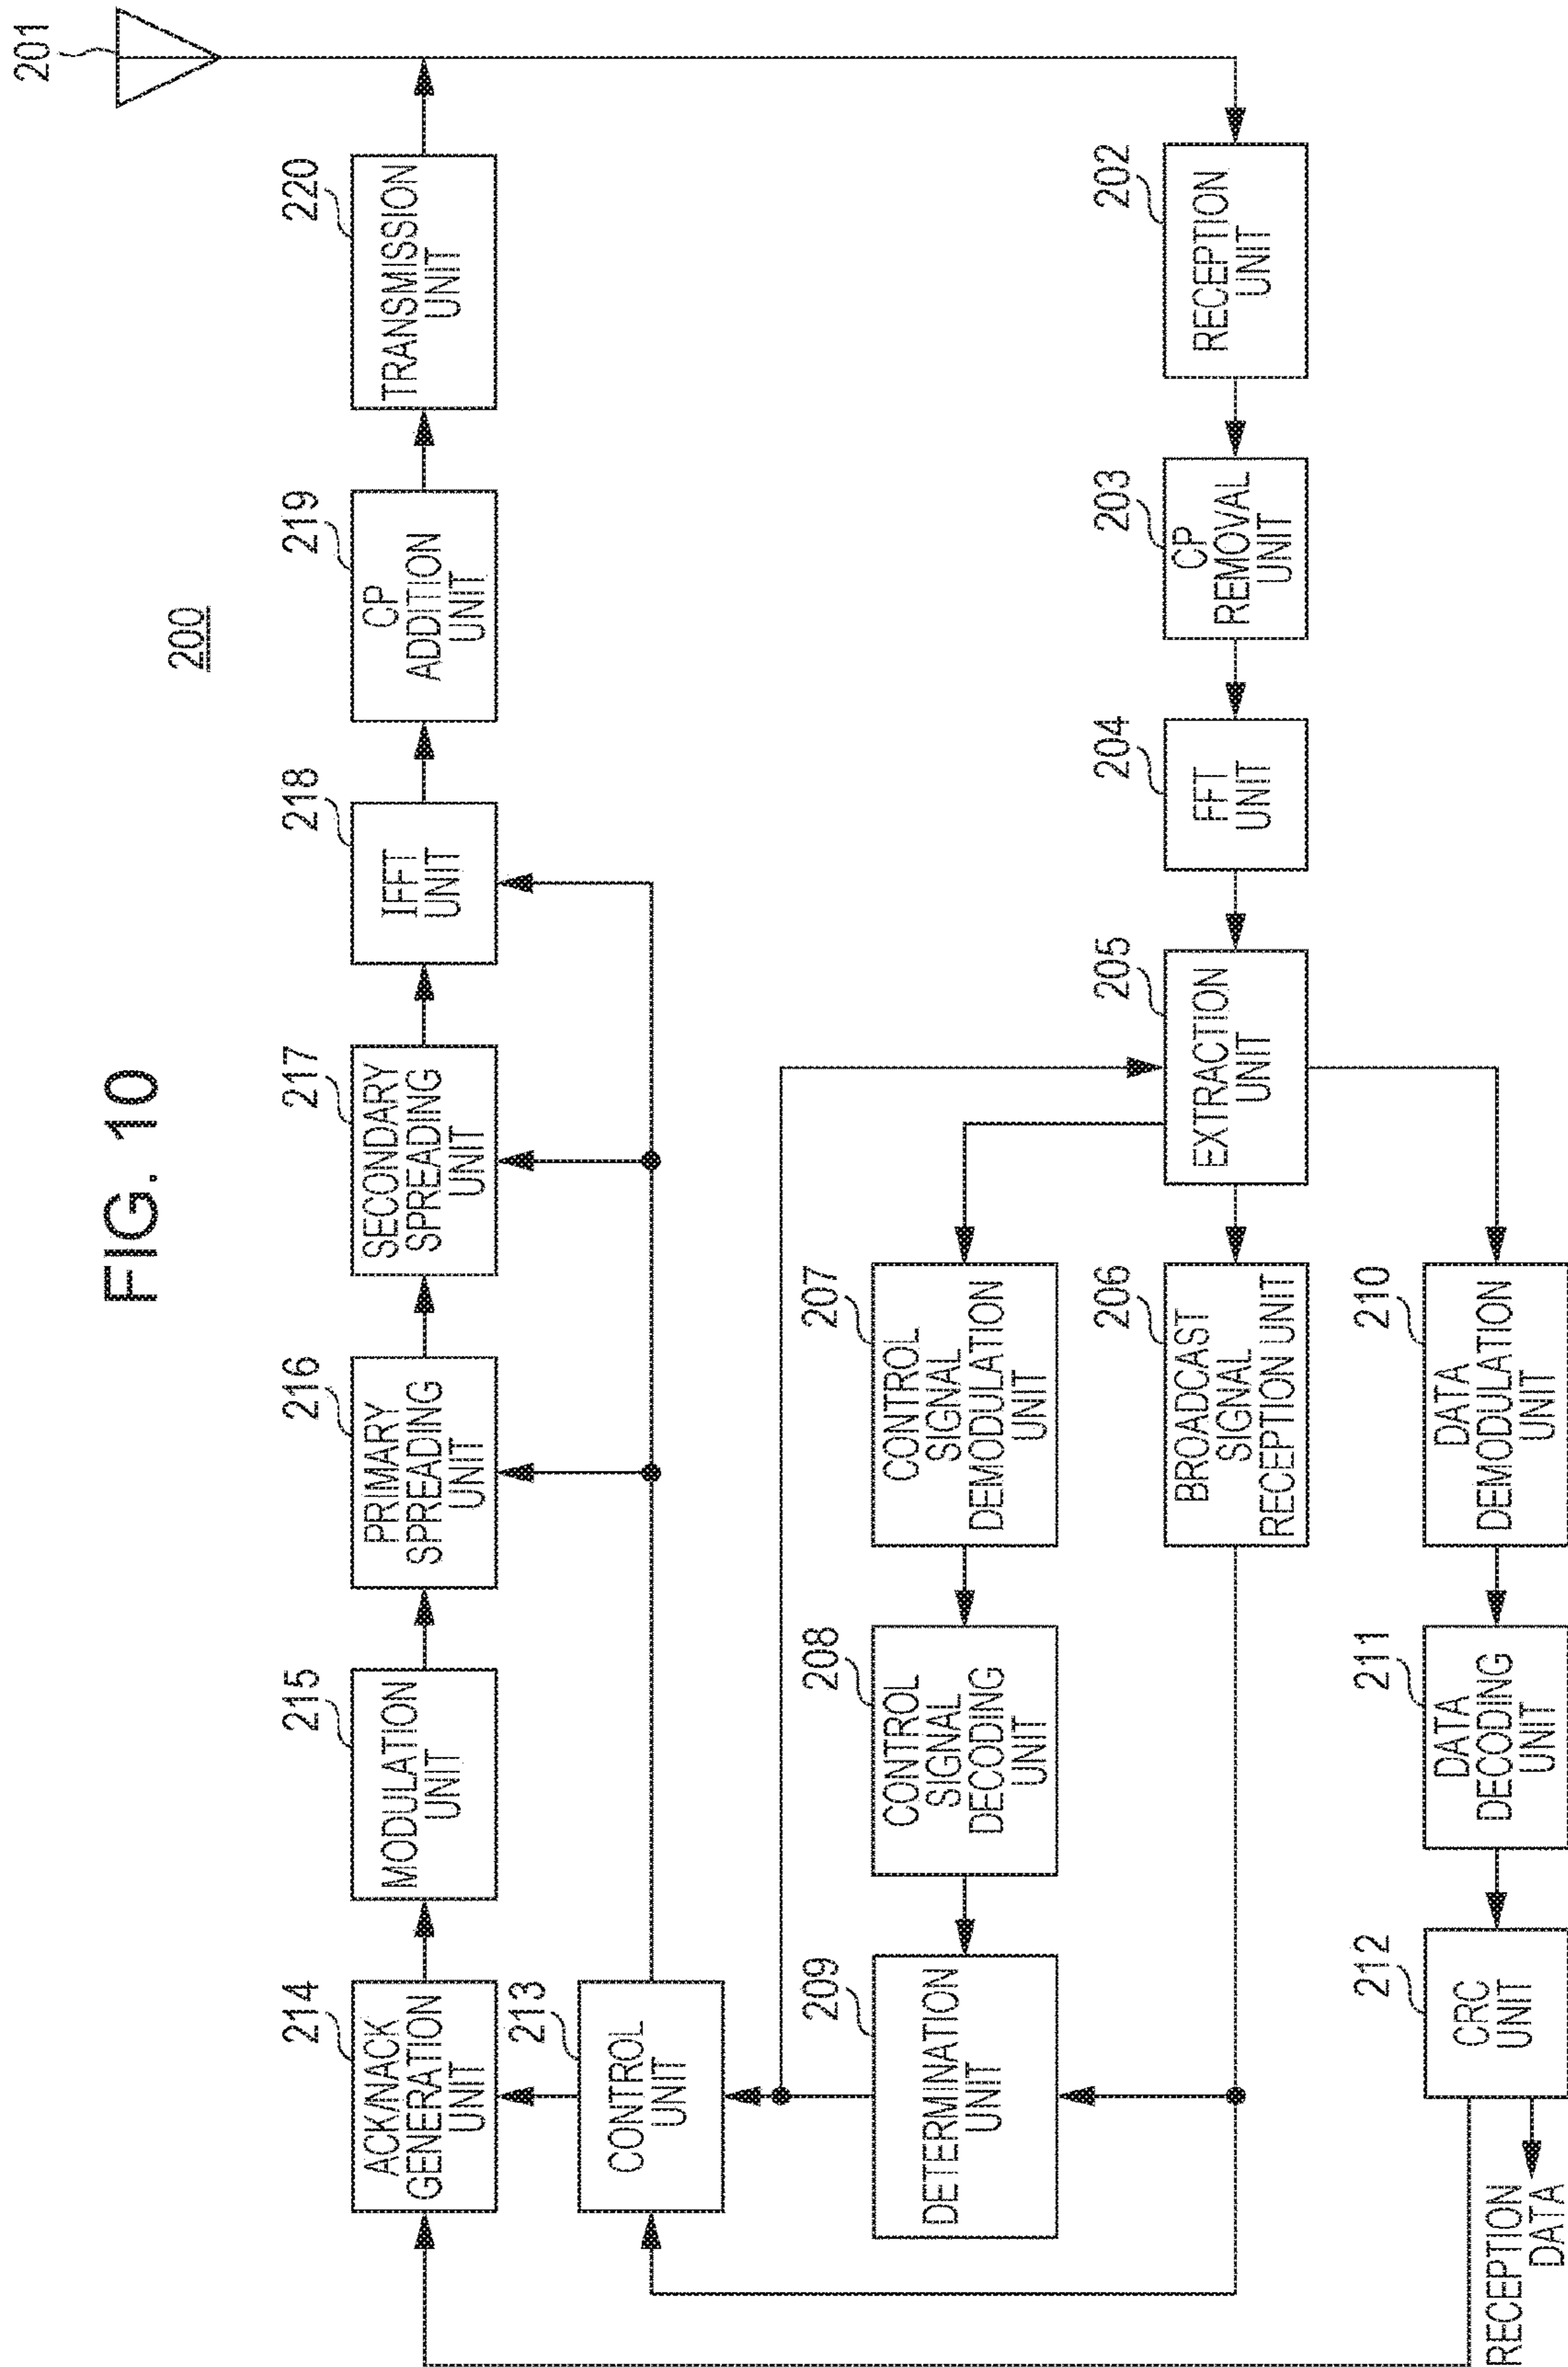 FIG. 10
200
201
214
ACK/NACK
GENERATION
UNIT
215
MODULATION
UNIT
216
PRIMARY
SPREADING
UNIT
217
SECONDARY
SPREADING
UNIT
218
IFFT
UNIT
219
CP
ADDITION
UNIT
220
TRANSMISSION
UNIT
213
CONTROL
UNIT
209
DETERMINATION
UNIT
208
CONTROL
SIGNAL
DECODING
UNIT
207
CONTROL
SIGNAL
DEMODULATION
UNIT
206
BROADCAST
SIGNAL
RECEPTION UNIT
205
EXTRACTION
UNIT
204
FFT
UNIT
203
CP
REMOVAL
UNIT
202
RECEPTION
UNIT
212
CRC
UNIT
211
DATA
DECODING
UNIT
210
DATA
DEMODULATION
UNIT
RECEPTION
DATA